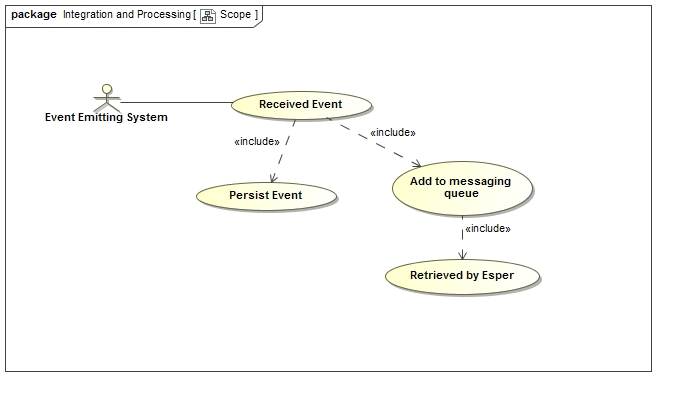 package Integration and Processing [ Scope ]
Received Event
Event Emitting System
«include»
«include»
Add to messaging
queue
Persist Event
«include»
Retrieved by Esper